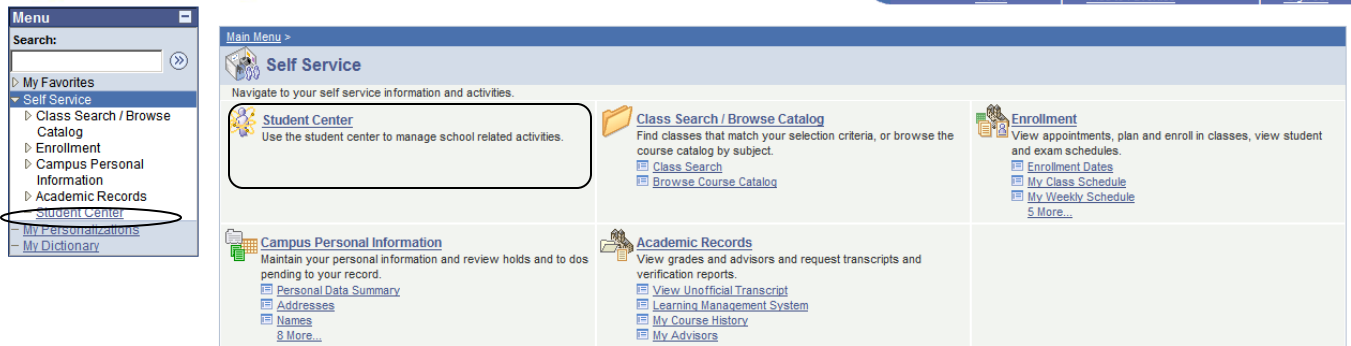 Menu
Search:
My Favorites
Self Service
Class Search / Browse
Catalog
Enrollment
Campus Personal
Information
Academic Records
Student Center
My Personalizations
My Dictionary
Main Menu >
Self Service
Navigate to your self service information and activities.
Student Center
Use the student center to manage school related activities.
Class Search / Browse Catalog
Find classes that match your selection criteria, or browse the
course catalog by subject.
Class Search
Browse Course Catalog
Enrollment
View appointments, plan and enroll in classes, view student
and exam schedules.
Enrollment Dates
My Class Schedule
My Weekly Schedule
5 More...
Campus Personal Information
Maintain your personal information and review holds and to dos
pending to your record.
Personal Data Summary
Addresses
Names
8 More...
Academic Records
View grades and advisors and request transcripts and
verification reports.
View Unofficial Transcript
Learning Management System
My Course History
My Advisors